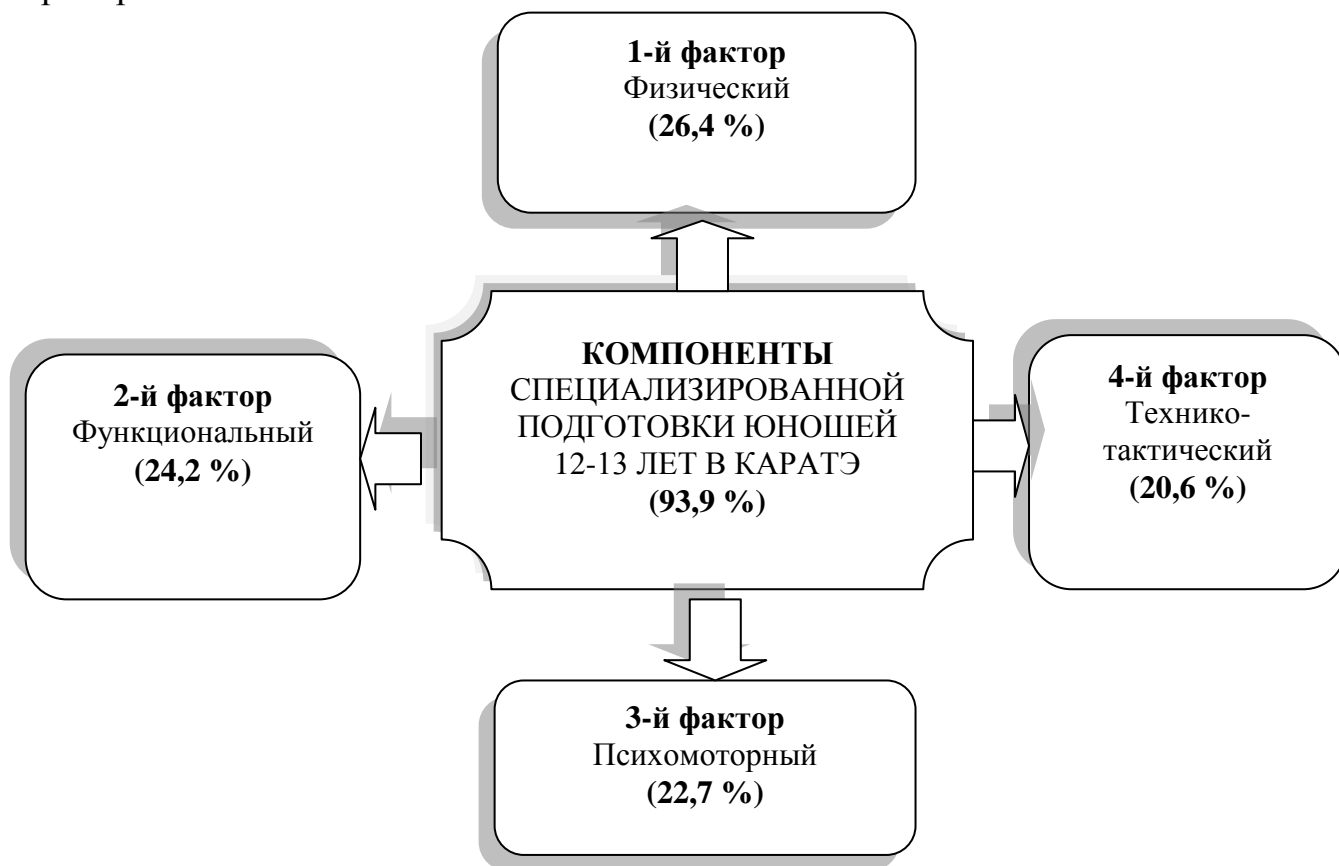 1-й фактор
Физический
(26,4 %)
КОМПОНЕНТЫ
СПЕЦИАЛИЗИРОВАННОЙ
ПОДГОТОВКИ ЮНОШЕЙ
12-13 ЛЕТ В КАРАТЭ
(93,9 %)
2-й фактор
Функциональный
(24,2 %)
4-й фактор
Технико-
тактический
(20,6 %)
3-й фактор
Психомоторный
(22,7 %)